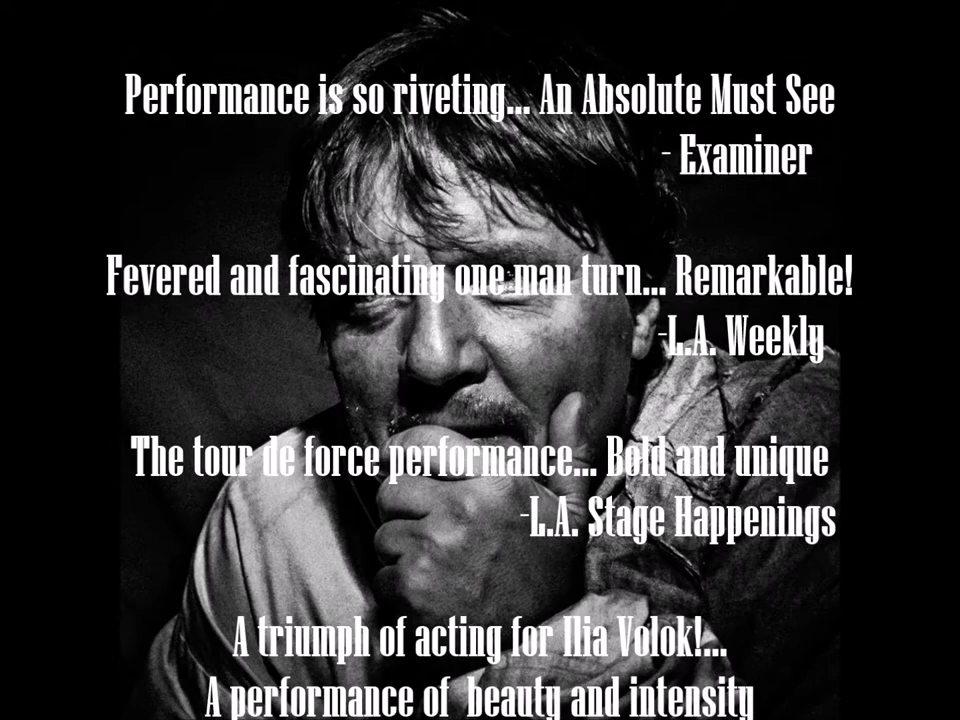 Performance is so riveting... An Absolute Must See
- Examiner
Fevered and fascinating one man turn... Remarkable!
-L.A. Weekly
The tour de force performance... Bold and unique
-L.A. Stage Happenings
A triumph of acting for Ilia Volok!...
A performance of beauty and intensity